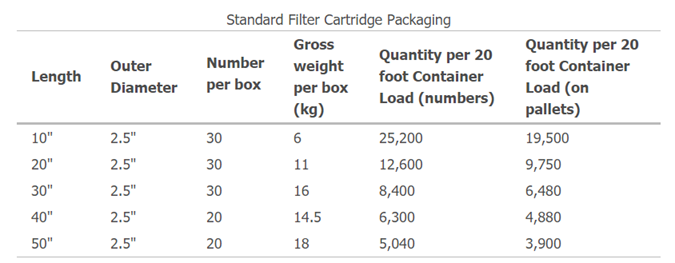 Standard Filter Cartridge Packaging
Length Outer Diameter Number per box Gross weight per box (kg) Quantity per 20 foot Container Load (numbers) Quantity per 20 foot Container Load (on pallets)
10" 2.5" 30 6 25,200 19,500
20" 2.5" 30 11 12,600 9,750
30" 2.5" 30 16 8,400 6,480
40" 2.5" 20 14.5 6,300 4,880
50" 2.5" 20 18 5,040 3,900